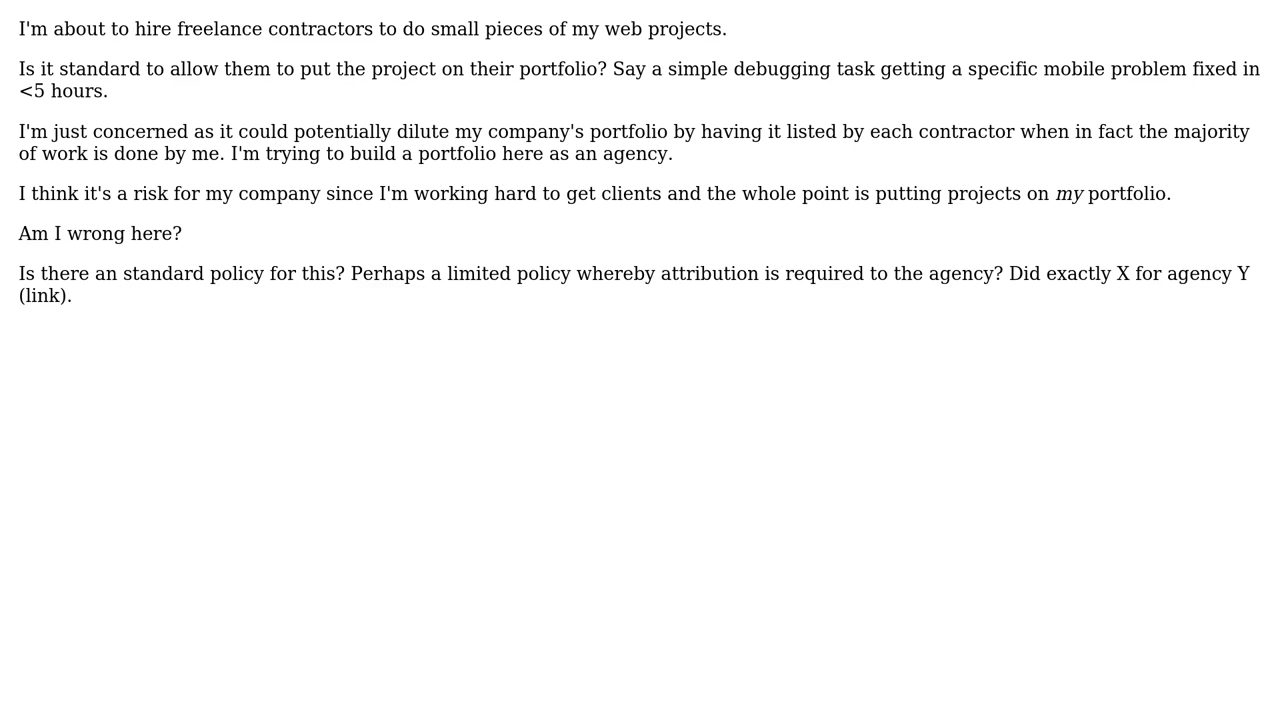 I'm about to hire freelance contractors to do small pieces of my web projects.
Is it standard to allow them to put the project on their portfolio? Say a simple debugging task getting a specific mobile problem fixed in
<5 hours.
I'm just concerned as it could potentially dilute my company's portfolio by having it listed by each contractor when in fact the majority
of work is done by me. I'm trying to build a portfolio here as an agency.
I think it's a risk for my company since I'm working hard to get clients and the whole point is putting projects on my portfolio.
Am I wrong here?
Is there an standard policy for this? Perhaps a limited policy whereby attribution is required to the agency? Did exactly X for agency Y
(link).